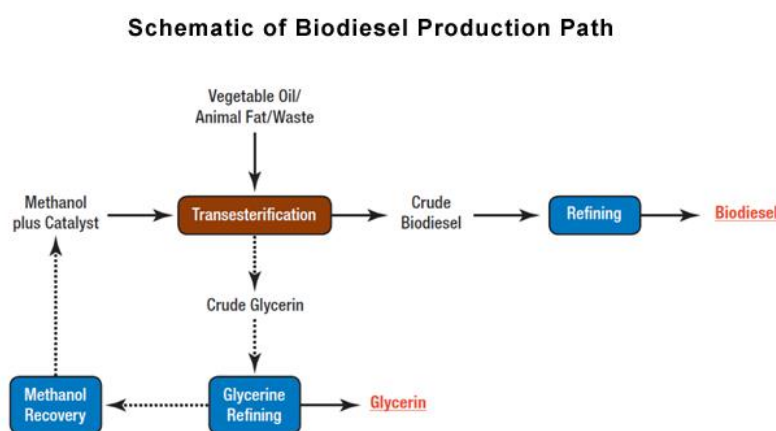 Schematic of Biodiesel Production Path
Vegetable Oil/
Animal Fat/Waste
Methanol
plus Catalyst
Transesterification
Crude
Biodiesel
Refining
Biodiesel
Crude Glycerin
Methanol
Recovery
Glycerine
Refining
Glycerin